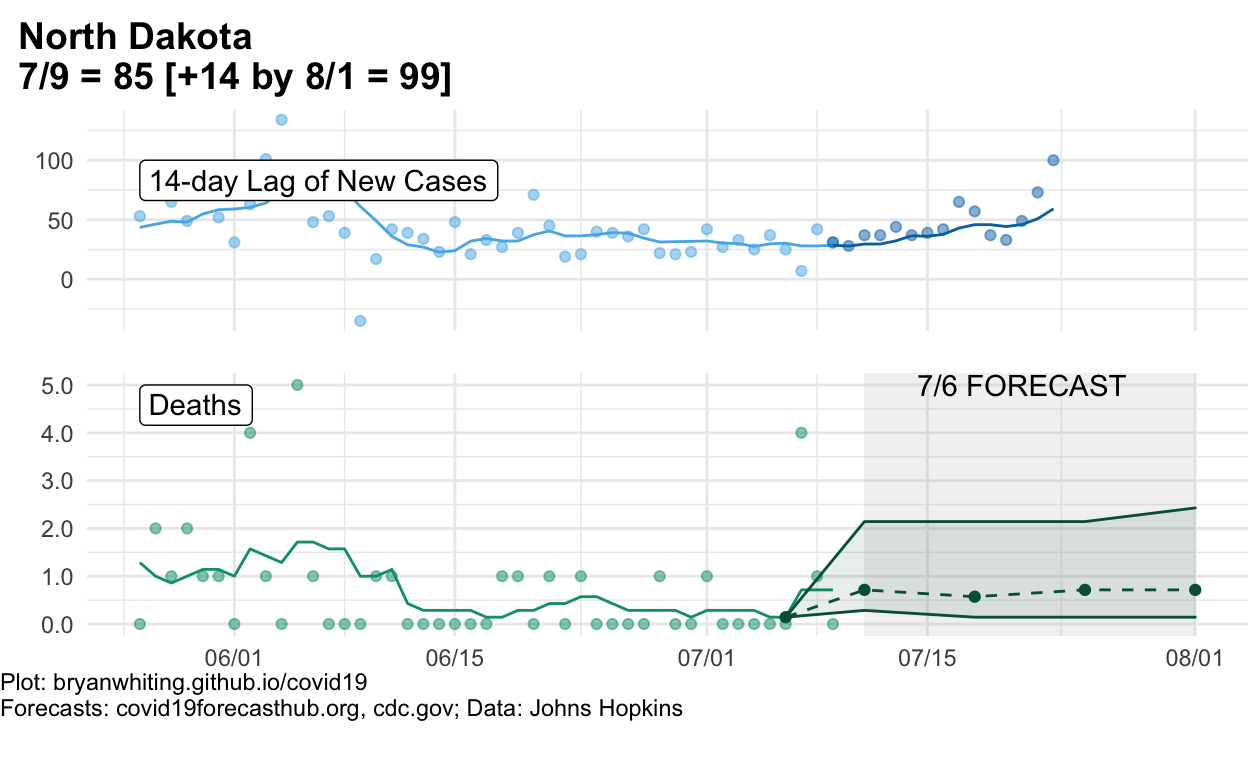 North Dakota
7/9 = 85 [+14 by 8/1 = 99]
100
14-day Lag of New Cases
50
0
5.0
7/6 FORECAST
Deaths
4.0
3.0
2.0
1.0
0.0
06/01 06/15 07/01 07/15 08/01
Plot: bryanwhiting.github.io/covid19
Forecasts: covid19forecasthub.org, cdc.gov; Data: Johns Hopkins